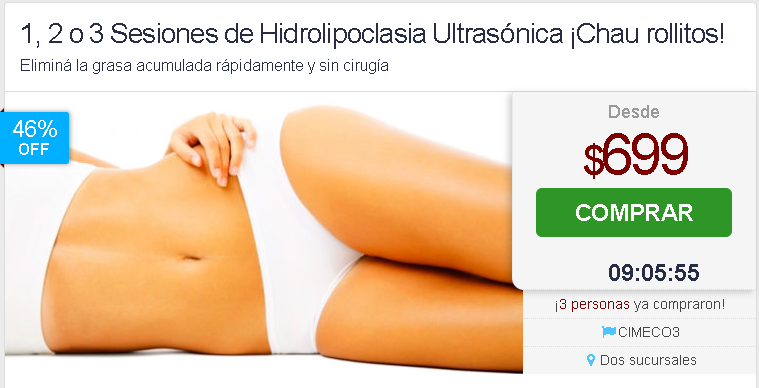 1, 2 o 3 Sesiones de Hidrolipoclasia Ultrasónica ¡Chau rollitos!
Eliminá la grasa acumulada rápidamente y sin cirugía
46%
OFF
Desde
$699
COMPRAR
09:05:55
¡3 personas ya compraron!
CIMECO3
Dos sucursales